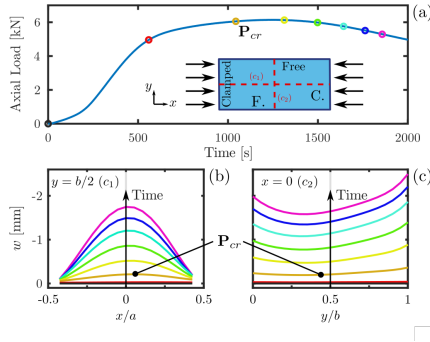 (a)
Axial Load [kN]
8
6
4
2
0
P_cr
Free
Clamped
(c₁)
(c₂)
F.
C.
y
x
0
500
1000
1500
2000
Time [s]
y = b/2 (c₁)
(b)
Time
w [mm]
-2
-1
0
-0.5
0
0.5
x/a
P_cr
x = 0 (c₂)
(c)
Time
0
0.5
1
y/b